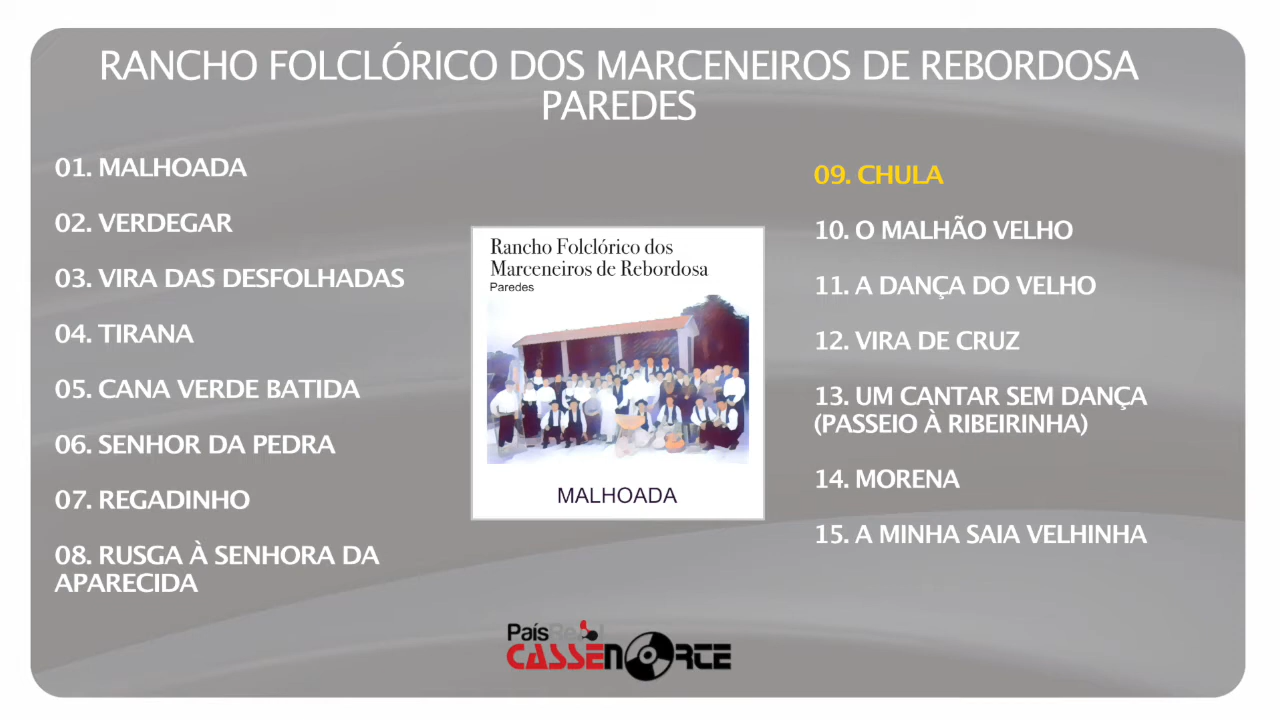 RANCHO FOLCLÓRICO DOS MARCENEIROS DE REBORDOSA
PAREDES
01. MALHOADA
02. VERDEGAR
03. VIRA DAS DESFOLHADAS
04. TIRANA
05. CANA VERDE BATIDA
06. SENHOR DA PEDRA
07. REGADINHO
08. RUSGA À SENHORA DA
APARECIDA
Rancho Folclórico dos
Marceneiros de Rebordosa
Paredes
MALHOADA
09. CHULA
10. O MALHÃO VELHO
11. A DANÇA DO VELHO
12. VIRA DE CRUZ
13. UM CANTAR SEM DANÇA
(PASSEIO À RIBEIRINHA)
14. MORENA
15. A MINHA SAIA VELHINHA
País Real
CASSENORTE